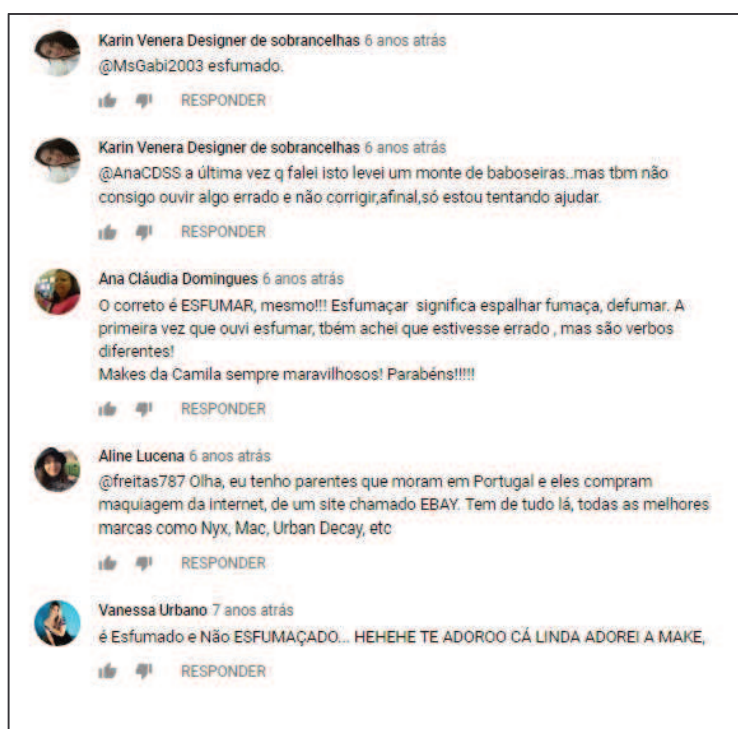 Karin Venera Designer de sobrancelhas 6 anos atrás
@MsGabi2003 esfumado.
RESPONDER
Karin Venera Designer de sobrancelhas 6 anos atrás
@AnaCDSS a última vez q falei isto levei um monte de baboseiras..mas tbm não
consigo ouvir algo errado e não corrigir,afinal,só estou tentando ajudar.
RESPONDER
Ana Cláudia Domingues 6 anos atrás
O correto é ESFUMAR, mesmo!!! Esfumaçar significa espalhar fumaça, defumar. A
primeira vez que ouvi esfumar, tbém achei que estivesse errado , mas são verbos
diferentes!
Makes da Camila sempre maravilhosos! Parabéns!!!!!
RESPONDER
Aline Lucena 6 anos atrás
@freitas787 Olha, eu tenho parentes que moram em Portugal e eles compram
maquiagem da internet, de um site chamado EBAY. Tem de tudo lá, todas as melhores
marcas como Nyx, Mac, Urban Decay, etc
RESPONDER
Vanessa Urbano 7 anos atrás
é Esfumado e Não ESFUMAÇADO... HEHEHE TE ADOROO CÁ LINDA ADOREI A MAKE,
RESPONDER